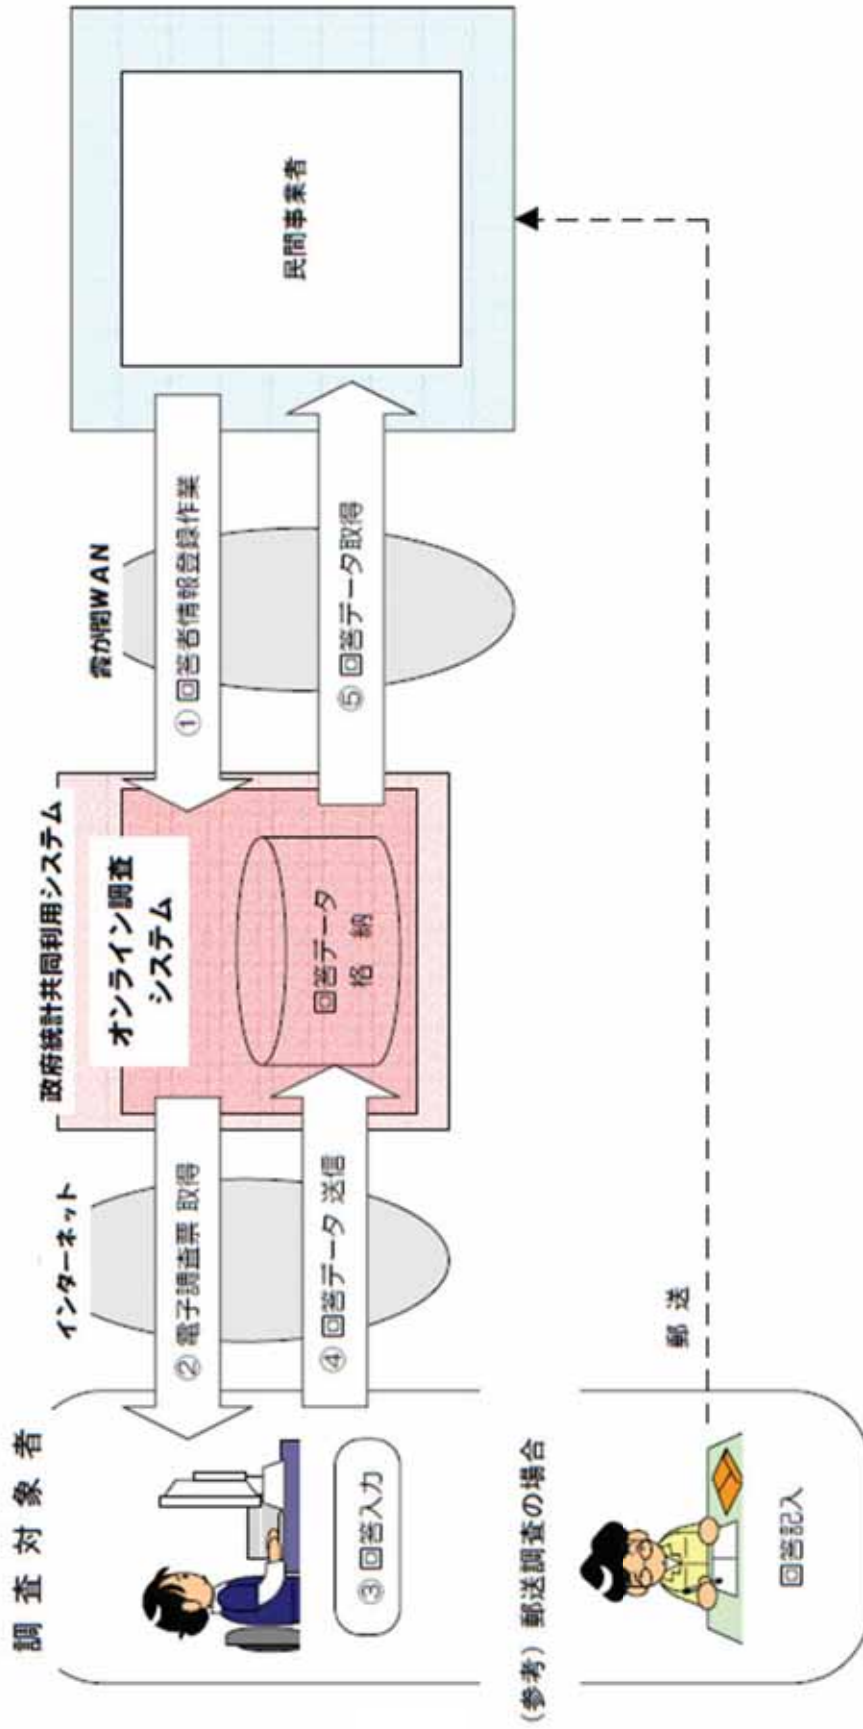 調査対象者
インターネット
政府統計共同利用システム
霞が関WAN
オンライン調査
システム
民間事業者
① 回答者情報登録作業
② 電子調査票 取得
③ 回答入力
④ 回答データ 送信
回答データ
格 納
⑤ 回答データ取得
(参考) 郵送調査の場合
郵 送
回答記入